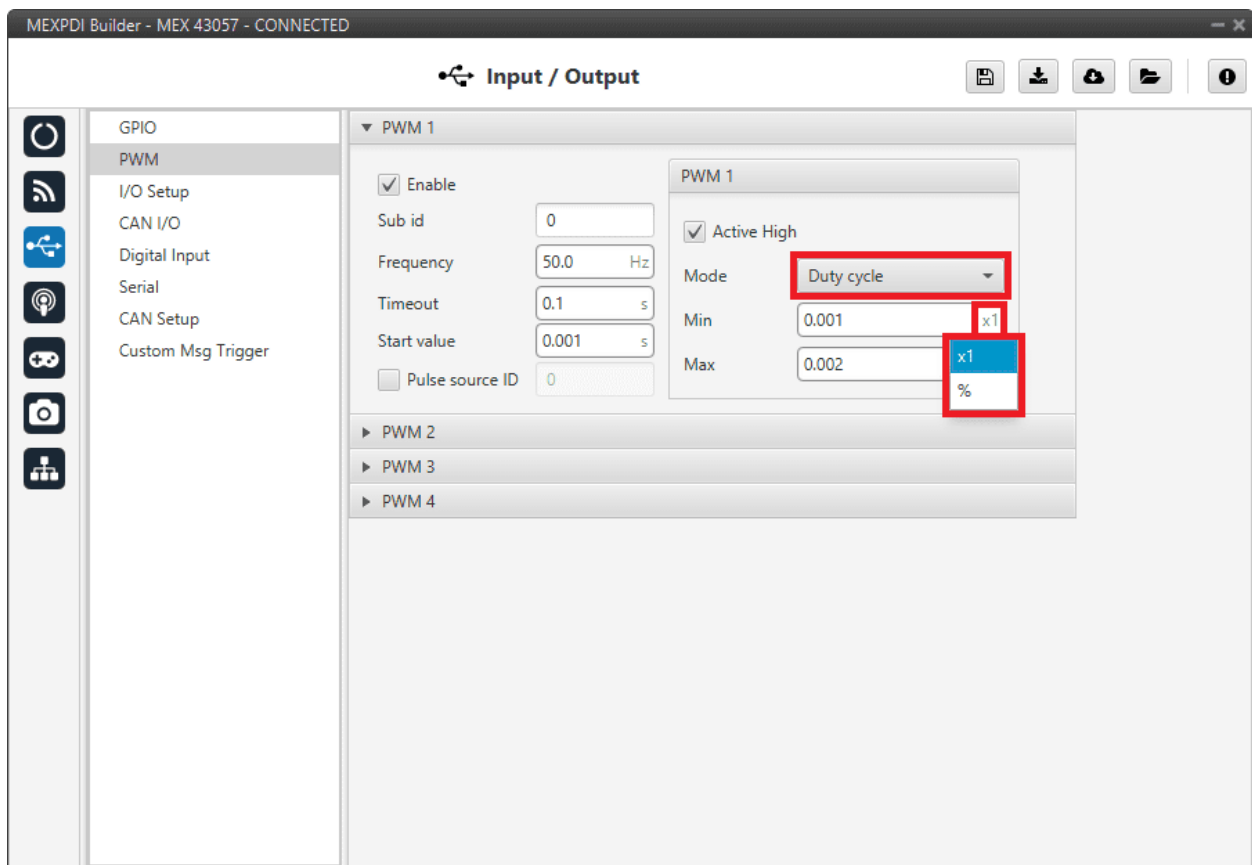 MEXPDI Builder - MEX 43057 - CONNECTED
Input / Output
GPIO
PWM
I/O Setup
CAN I/O
Digital Input
Serial
CAN Setup
Custom Msg Trigger
PWM 1
Enable
Sub id 0
Frequency 50.0 Hz
Timeout 0.1 s
Start value 0.001 s
Pulse source ID 0
PWM 1
Active High
Mode Duty cycle
Min 0.001 x1
Max 0.002
x1
%
PWM 2
PWM 3
PWM 4